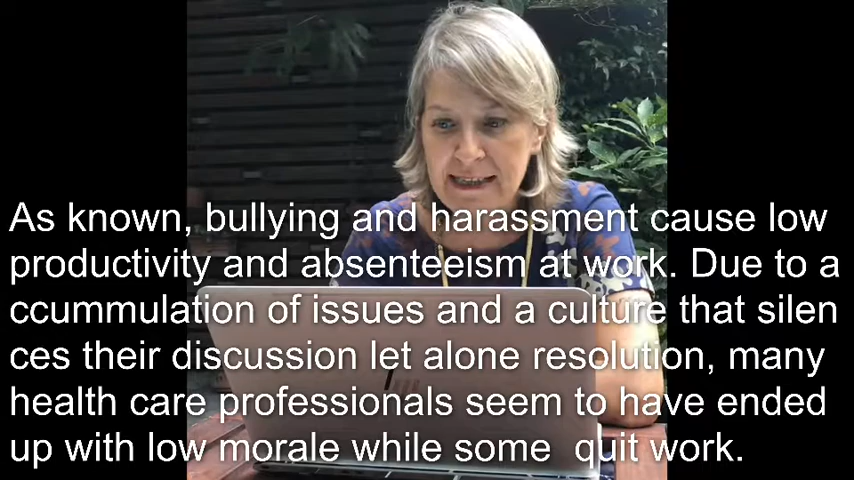 As known, bullying and harassment cause low
productivity and absenteeism at work. Due to a
ccummulation of issues and a culture that silen
ces their discussion let alone resolution, many
health care professionals seem to have ended
up with low morale while some  quit work.